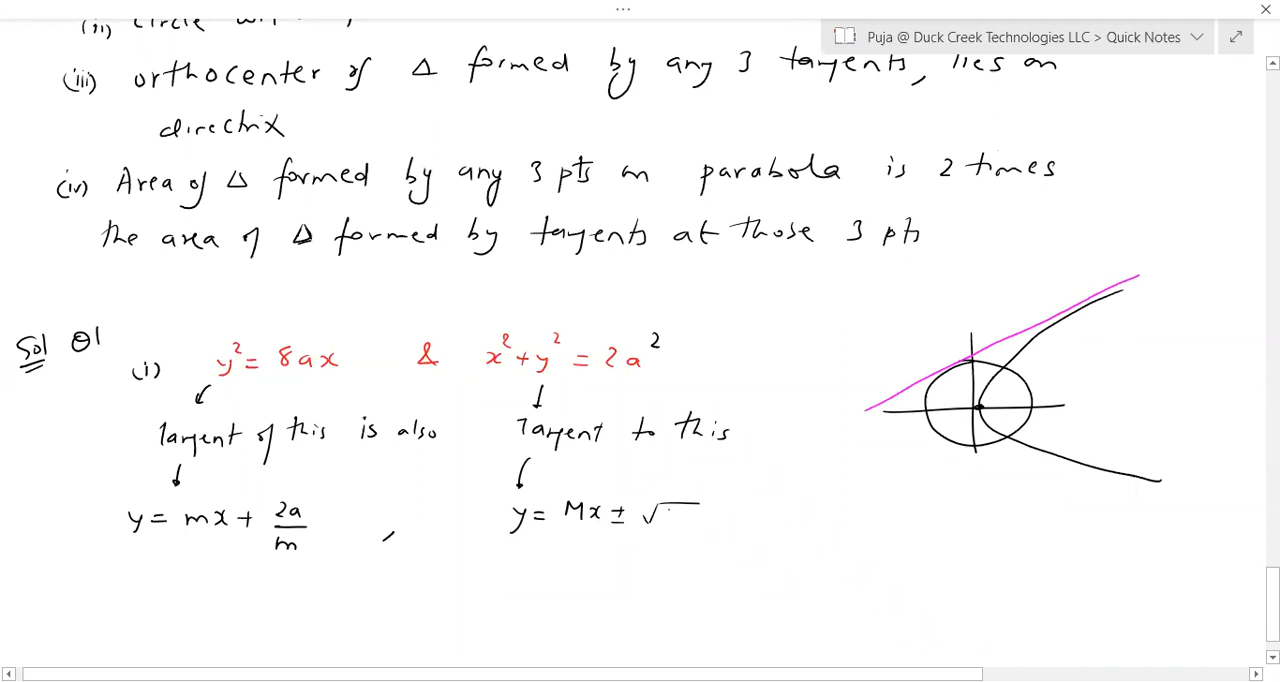 ...
Puja @ Duck Creek Technologies LLC > Quick Notes
(ii) circle
(iii) orthocenter of Δ formed by any 3 tangents, lies on
directrix
(iv) Area of Δ formed by any 3 pts on parabola is 2 times
the area of Δ formed by tangents at those 3 pts
Sol Q1
(i) y² = 8ax & x² + y² = 2a²
Tangent of this is also Tangent to this
y = mx + 2a/m , y = Mx ± √